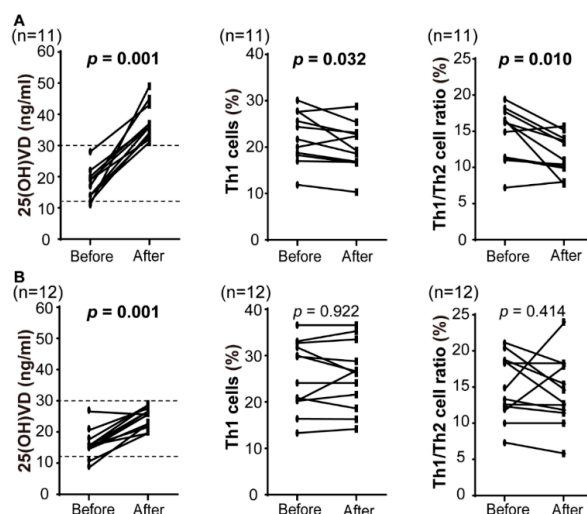 A
(n=11)
p = 0.001
25(OH)VD (ng/ml)
60
50
40
30
20
10
0
Before After
(n=11)
p = 0.032
Th1 cells (%)
40
30
20
10
0
Before After
(n=11)
p = 0.010
Th1/Th2 cell ratio (%)
25
20
15
10
5
0
Before After
B
(n=12)
p = 0.001
25(OH)VD (ng/ml)
60
50
40
30
20
10
0
Before After
(n=12)
p = 0.922
Th1 cells (%)
40
30
20
10
0
Before After
(n=12)
p = 0.414
Th1/Th2 cell ratio (%)
25
20
15
10
5
0
Before After